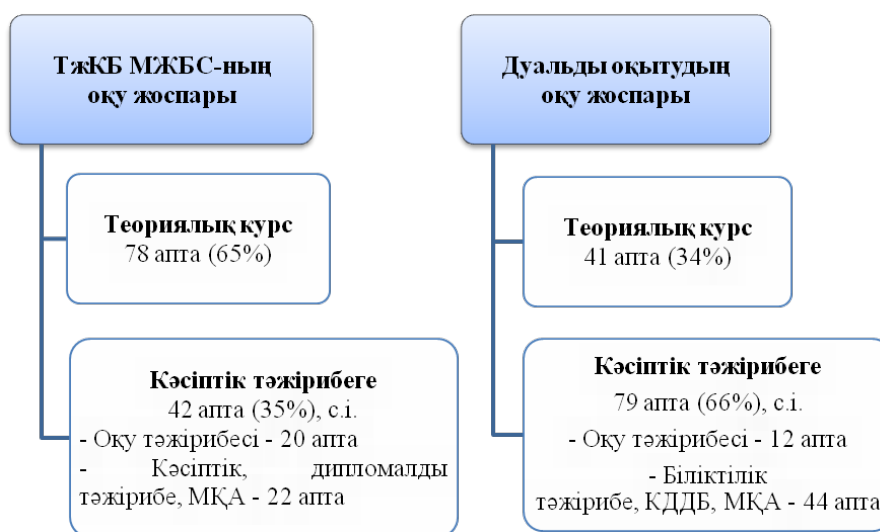 ТжКБ МЖБС-ның
оқу жоспары
Теориялық курс
78 апта (65%)
Кәсіптік тәжірибеге
42 апта (35%), с.і.
- Оқу тәжірибесі - 20 апта
- Кәсіптік, дипломалды
тәжірибе, МҚА - 22 апта
Дуальды оқытудың
оқу жоспары
Теориялық курс
41 апта (34%)
Кәсіптік тәжірибеге
79 апта (66%), с.і.
- Оқу тәжірибесі - 12 апта
- Біліктілік
тәжірибе, КДДБ, МҚА - 44 апта